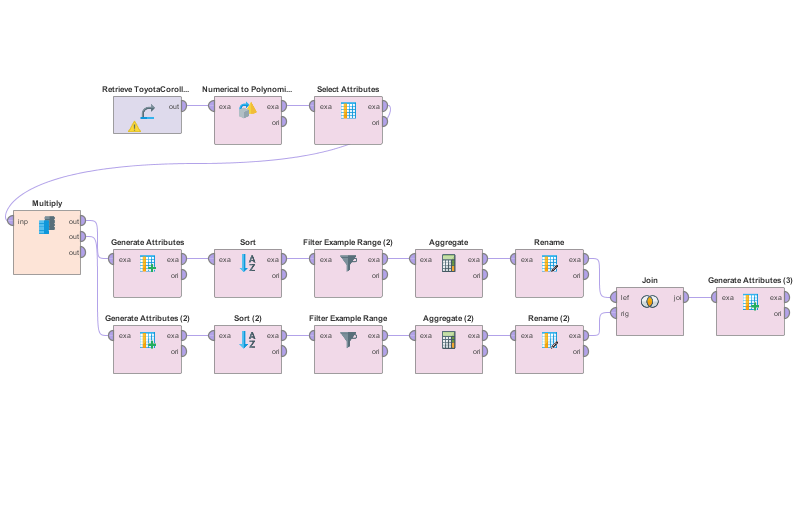 Retrieve ToyotaCoroll... Numerical to Polynomi... Select Attributes
out exa exa exa exa
ori ori
Multiply
inp out
out
out
Generate Attributes Sort Filter Example Range (2) Aggregate Rename
exa exa exa exa exa exa exa exa exa exa
ori ori ori ori ori
Join Generate Attributes (3)
lef joi exa exa
rig ori
Generate Attributes (2) Sort (2) Filter Example Range Aggregate (2) Rename (2)
exa exa exa exa exa exa exa exa exa exa
ori ori ori ori ori